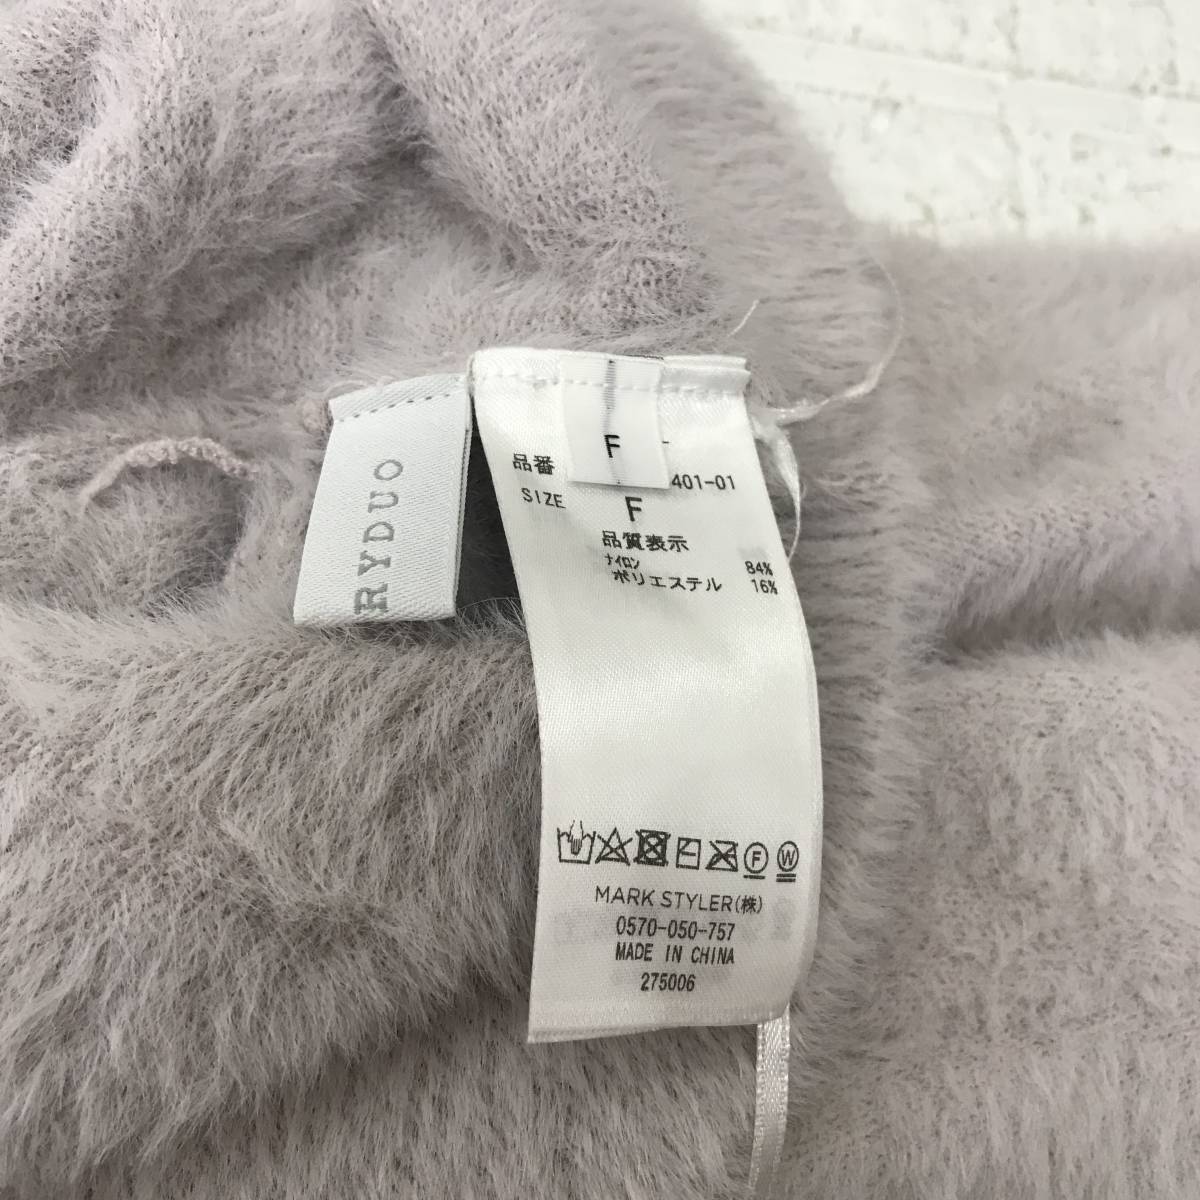 RYDUO
F
品番 401-01
SIZE F
品質表示
ナイロン 84%
ポリエステル 16%
F W
MARK STYLER(株)
0570-050-757
MADE IN CHINA
275006